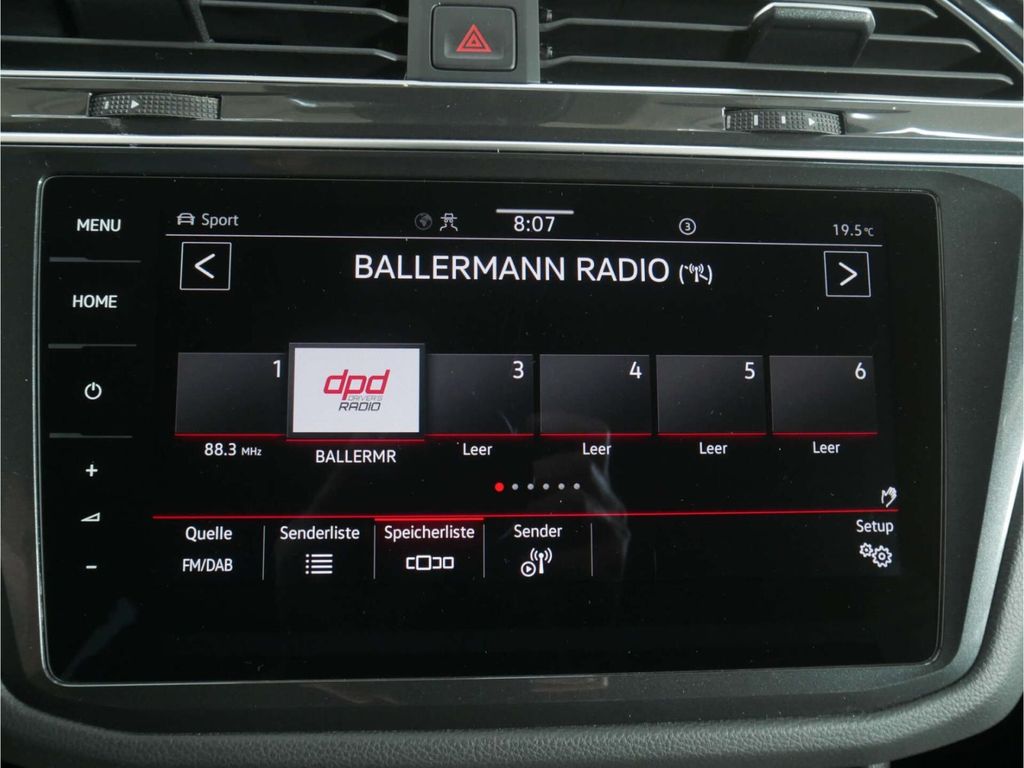 MENU
HOME
+
−
Sport
8:07
3
19.5°C
<
BALLERMANN RADIO
>
1
dpd
DRIVER'S
RADIO
3
4
5
6
88.3 MHz
BALLERMR
Leer
Leer
Leer
Leer
Quelle
Senderliste
Speicherliste
Sender
Setup
FM/DAB